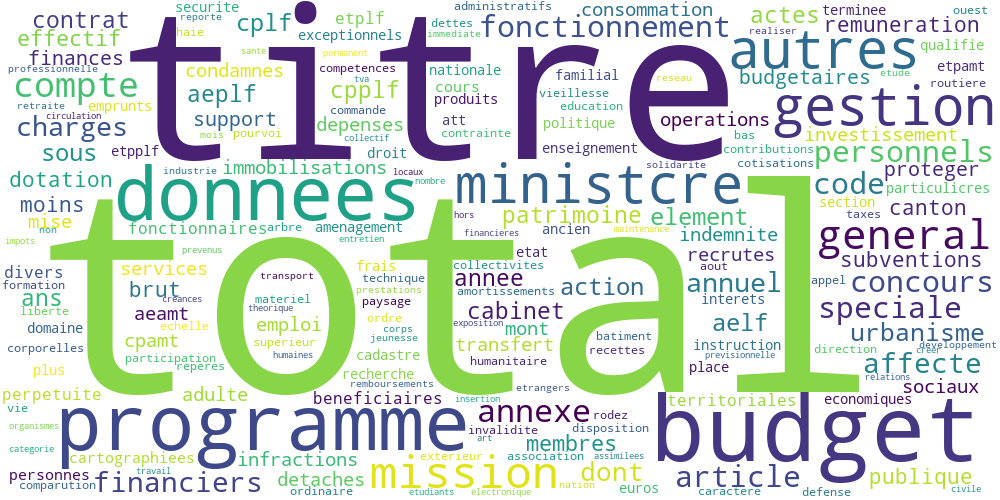 titre
total
budget
programme
donnees
ministcre
autres
gestion
mission
general
fonctionnement
compte
personnels
code
concours
speciale
affecte
annexe
article
financiers
charges
cabinet
annuel
action
aelf
urbanisme
subventions
canton
proteger
remuneration
actes
consommation
administratifs
securite
reporte
contrat
haie
effectif
finances
professionnelle
cplf
etplf
exceptionnels
dettes
immediate
sante
permanent
condamnes
competences
tva
nationale
cours
produits
familial
vieillesse
education
reseau
realiser
terminee
ouest
qualifie
etpamt
routiere
etude
budgetaires
operations
investissement
emprunts
retraite
circulation
aeplf
support
mois
pourvoi
cpplf
commande
depenses
collectif
att
contrainte
politique
enseignement
bas
contributions
cotisations
solidarite
sous
etpplf
droit
industrie
immobilisations
locaux
nombre
dotation
moins
mise
non
impots
fonctionnaires
prevenus
arbre
amenagement
entretien
hors
financieres
patrimoine
ancien
element
indemnite
section
taxes
particulicres
divers
formation
ans
liberte
domaine
corporelles
services
brut
creances
aeamt
echelle
cpamt
participation
reperes
transport
materiel
theorique
emploi
superieur
humaines
frais
technique
prestations
paysage
ordre
corps
jeunesse
cadastre
recherche
remboursements
etat
collectivites
annee
amortissements
exposition
mont
transfert
humanitaire
etrangers
insertion
batiment
recettes
recrutes
aout
interets
instruction
previsionnelle
place
appel
direction
developpement
creer
relations
sociaux
economiques
territoriales
plus
perpetuite
vie
organismes
categorie
adulte
beneficiaires
invalidite
rodez
disposition
membres
association
assimilees
art
cartographiees
infractions
personnes
comparution
travail
detaches
ordinaire
exterieur
etudiants
electronique
nation
dont
euros
caractere
defense
publique
civile